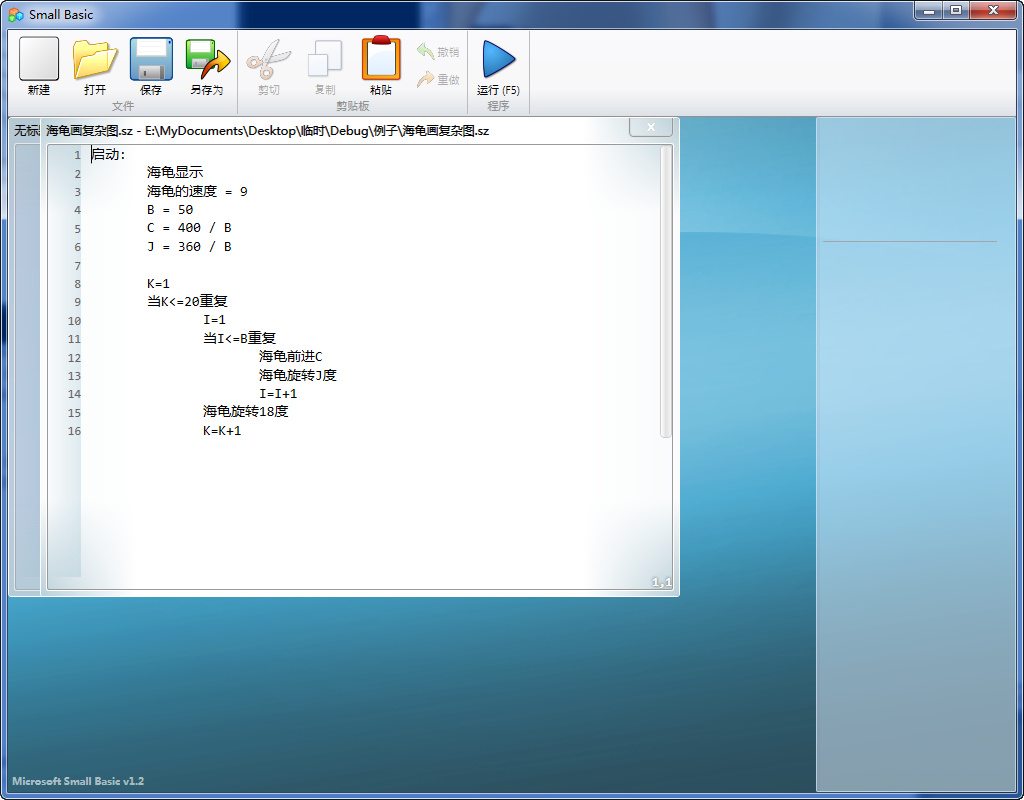 Small Basic
新建
打开
保存
另存为
剪切
复制
粘贴
撤销
重做
运行 (F5)
文件
剪贴板
程序
无标
海龟画复杂图.sz - E:\MyDocuments\Desktop\临时\Debug\例子\海龟画复杂图.sz
x
1 启动:
2 海龟显示
3 海龟的速度 = 9
4 B = 50
5 C = 400 / B
6 J = 360 / B
7
8 K=1
9 当K<=20重复
10 I=1
11 当I<=B重复
12 海龟前进C
13 海龟旋转J度
14 I=I+1
15 海龟旋转18度
16 K=K+1
1,1
Microsoft Small Basic v1.2